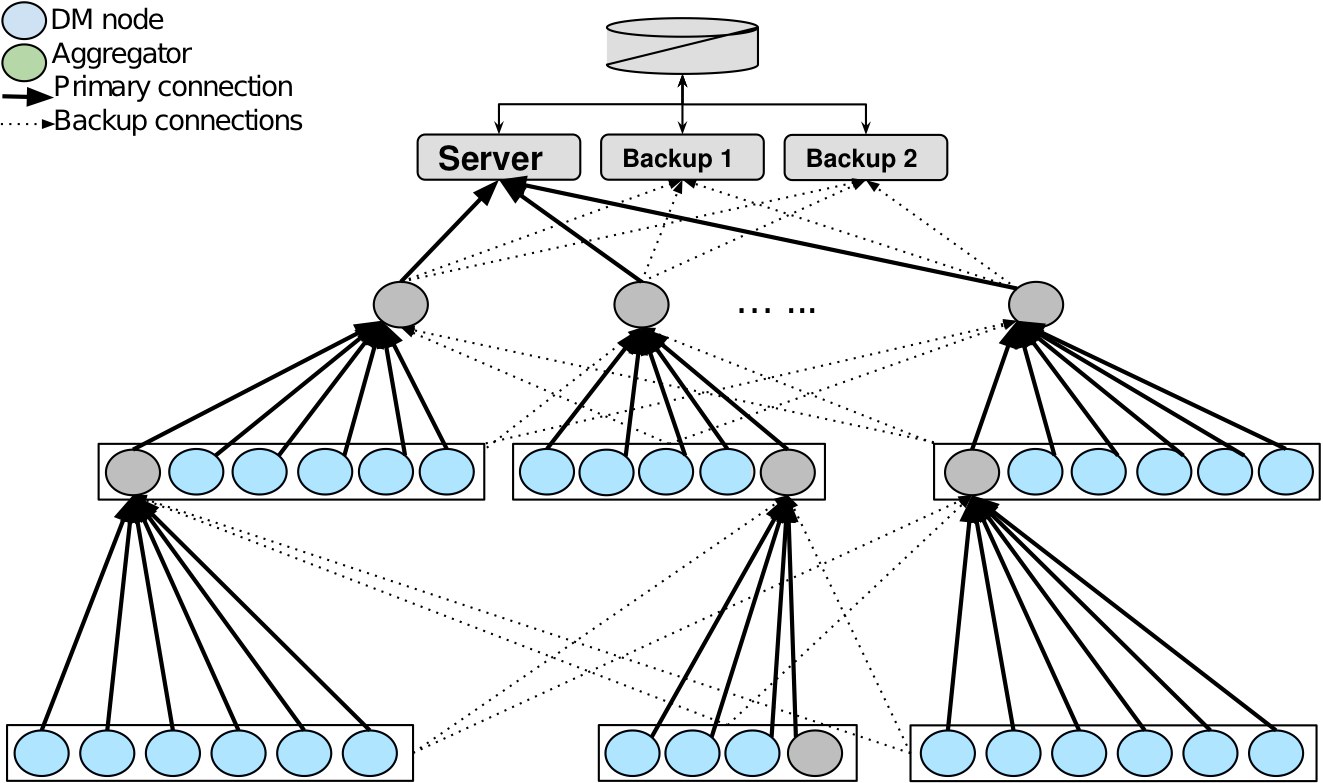 DM node
Aggregator
Primary connection
Backup connections
Server
Backup 1
Backup 2
... ...